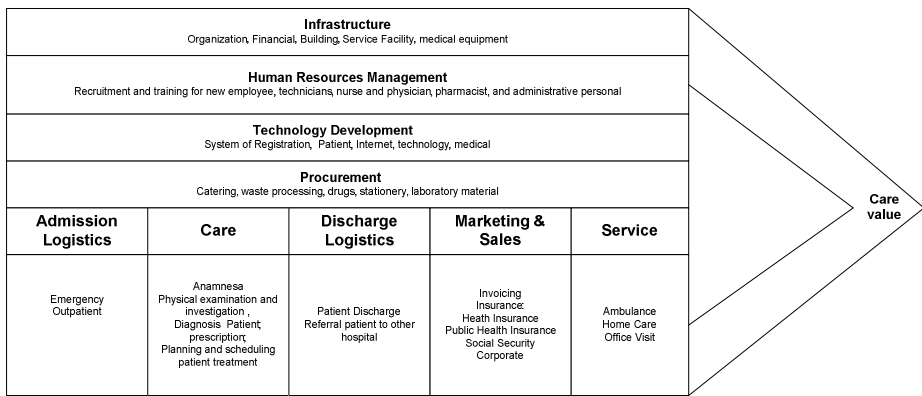 Infrastructure
Organization, Financial, Building, Service Facility, medical equipment
Human Resources Management
Recruitment and training for new employee, technicians, nurse and physician, pharmacist, and administrative personal
Technology Development
System of Registration, Patient, Internet, technology, medical
Procurement
Catering, waste processing, drugs, stationery, laboratory material
Care
value
Admission
Logistics
Care
Discharge
Logistics
Marketing &
Sales
Service
Emergency
Outpatient
Anamnesa
Physical examination and
investigation ,
Diagnosis Patient;
prescription;
Planning and scheduling
patient treatment
Patient Discharge
Referral patient to other
hospital
Invoicing
Insurance:
Heath Insurance
Public Health Insurance
Social Security
Corporate
Ambulance
Home Care
Office Visit